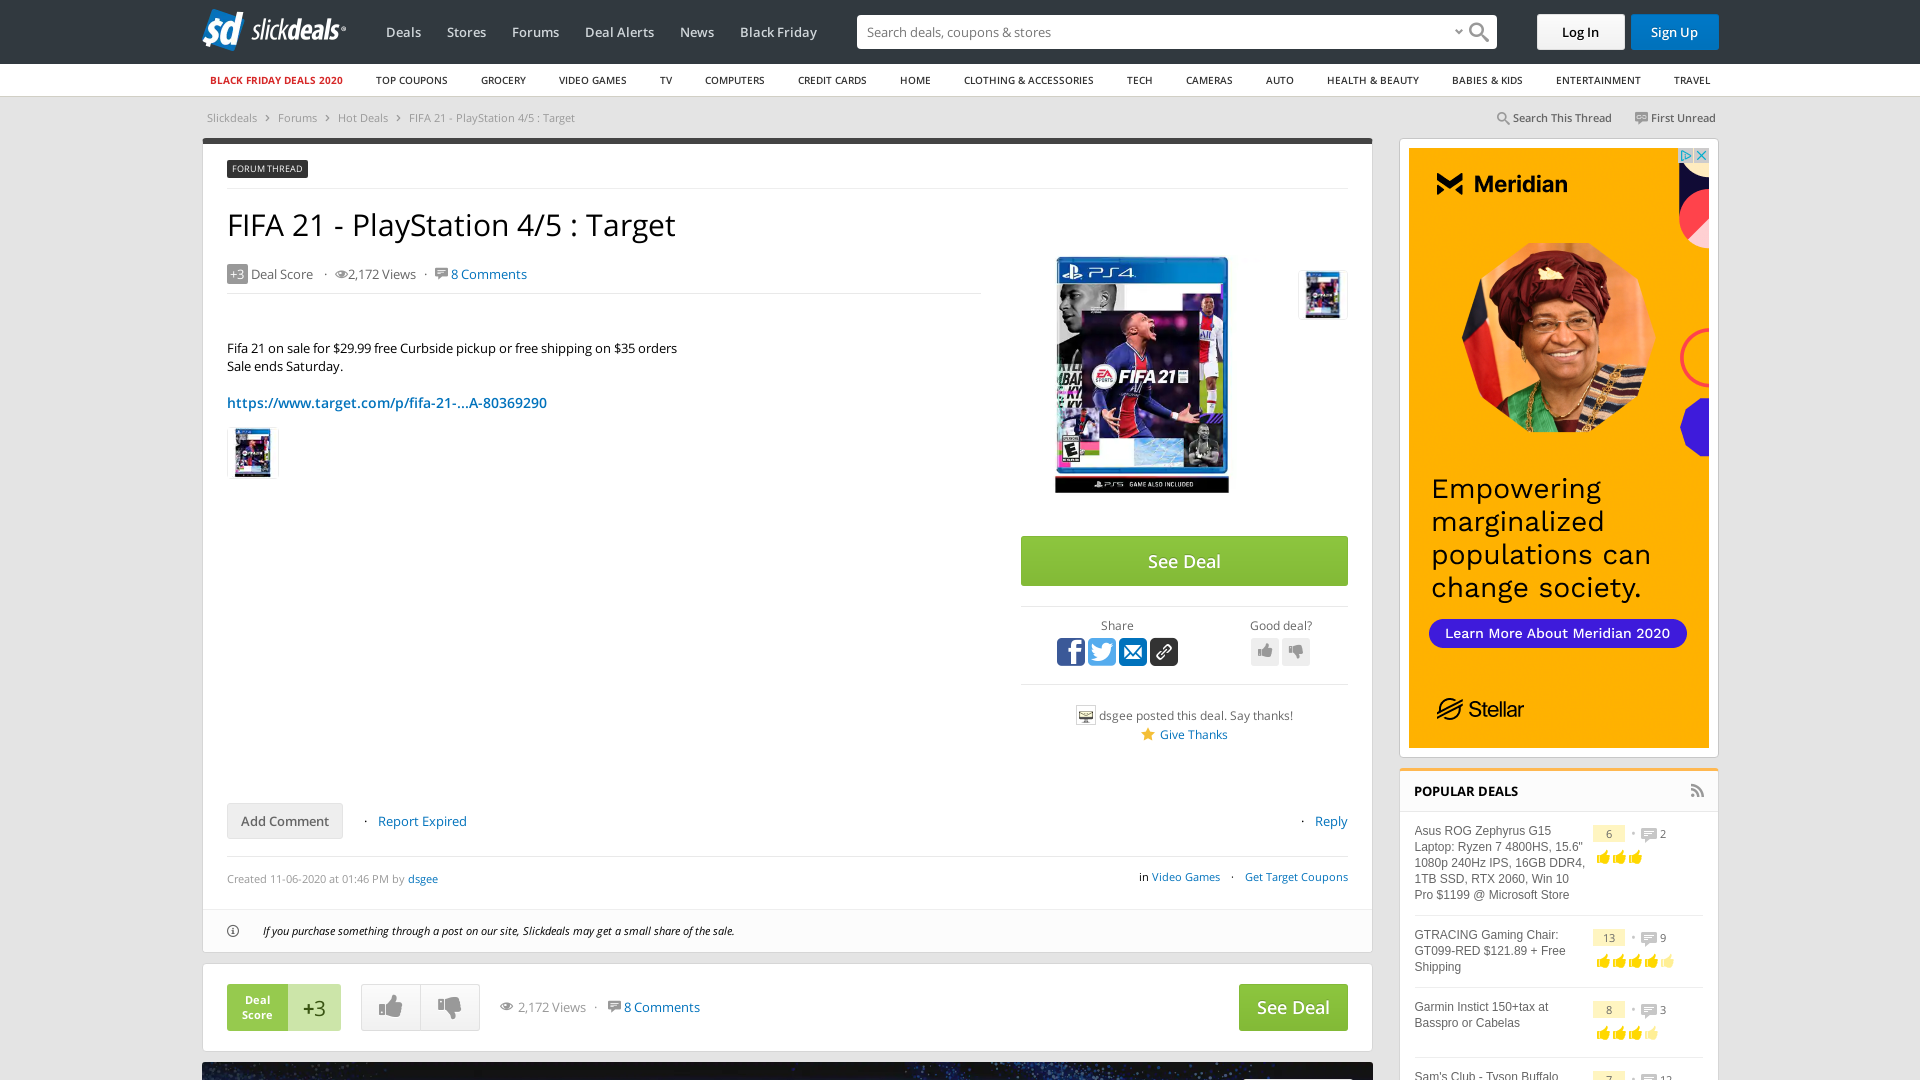 slickdeals
Deals
Stores
Forums
Deal Alerts
News
Black Friday
Search deals, coupons & stores
Log In
Sign Up
BLACK FRIDAY DEALS 2020
TOP COUPONS
GROCERY
VIDEO GAMES
TV
COMPUTERS
CREDIT CARDS
HOME
CLOTHING & ACCESSORIES
TECH
CAMERAS
AUTO
HEALTH & BEAUTY
BABIES & KIDS
ENTERTAINMENT
TRAVEL
Slickdeals > Forums > Hot Deals > FIFA 21 - PlayStation 4/5 : Target
Search This Thread
First Unread
FORUM THREAD
FIFA 21 - PlayStation 4/5 : Target
+3 Deal Score · 2,172 Views · 8 Comments
Fifa 21 on sale for $29.99 free Curbside pickup or free shipping on $35 orders
Sale ends Saturday.
https://www.target.com/p/fifa-21-...A-80369290
PS4
EA SPORTS FIFA 21
E
PS5 GAME ALSO INCLUDED
See Deal
Share
Good deal?
dsgee posted this deal. Say thanks!
Give Thanks
Add Comment · Report Expired
· Reply
Created 11-06-2020 at 01:46 PM by dsgee
in Video Games · Get Target Coupons
If you purchase something through a post on our site, Slickdeals may get a small share of the sale.
Deal
Score
+3
2,172 Views · 8 Comments
See Deal
Meridian
Empowering
marginalized
populations can
change society.
Learn More About Meridian 2020
Stellar
POPULAR DEALS
Asus ROG Zephyrus G15
Laptop: Ryzen 7 4800HS, 15.6"
1080p 240Hz IPS, 16GB DDR4,
1TB SSD, RTX 2060, Win 10
Pro $1199 @ Microsoft Store
6 • 2
GTRACING Gaming Chair:
GT099-RED $121.89 + Free
Shipping
13 • 9
Garmin Instict 150+tax at
Basspro or Cabelas
8 • 3
Sam's Club - Tyson Buffalo
7 • 12